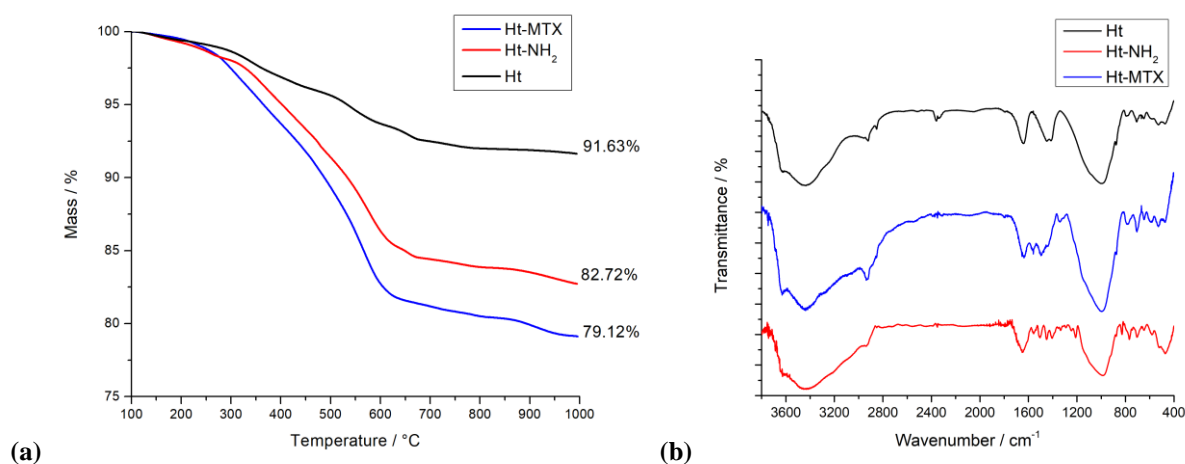 Ht-MTX
Ht-NH₂
Ht
100
95
90
85
80
75
Mass / %
91.63%
82.72%
79.12%
100 200 300 400 500 600 700 800 900 1000
Temperature / °C
(a)
Ht
Ht-NH₂
Ht-MTX
Transmittance / %
3600 3200 2800 2400 2000 1600 1200 800 400
Wavenumber / cm⁻¹
(b)